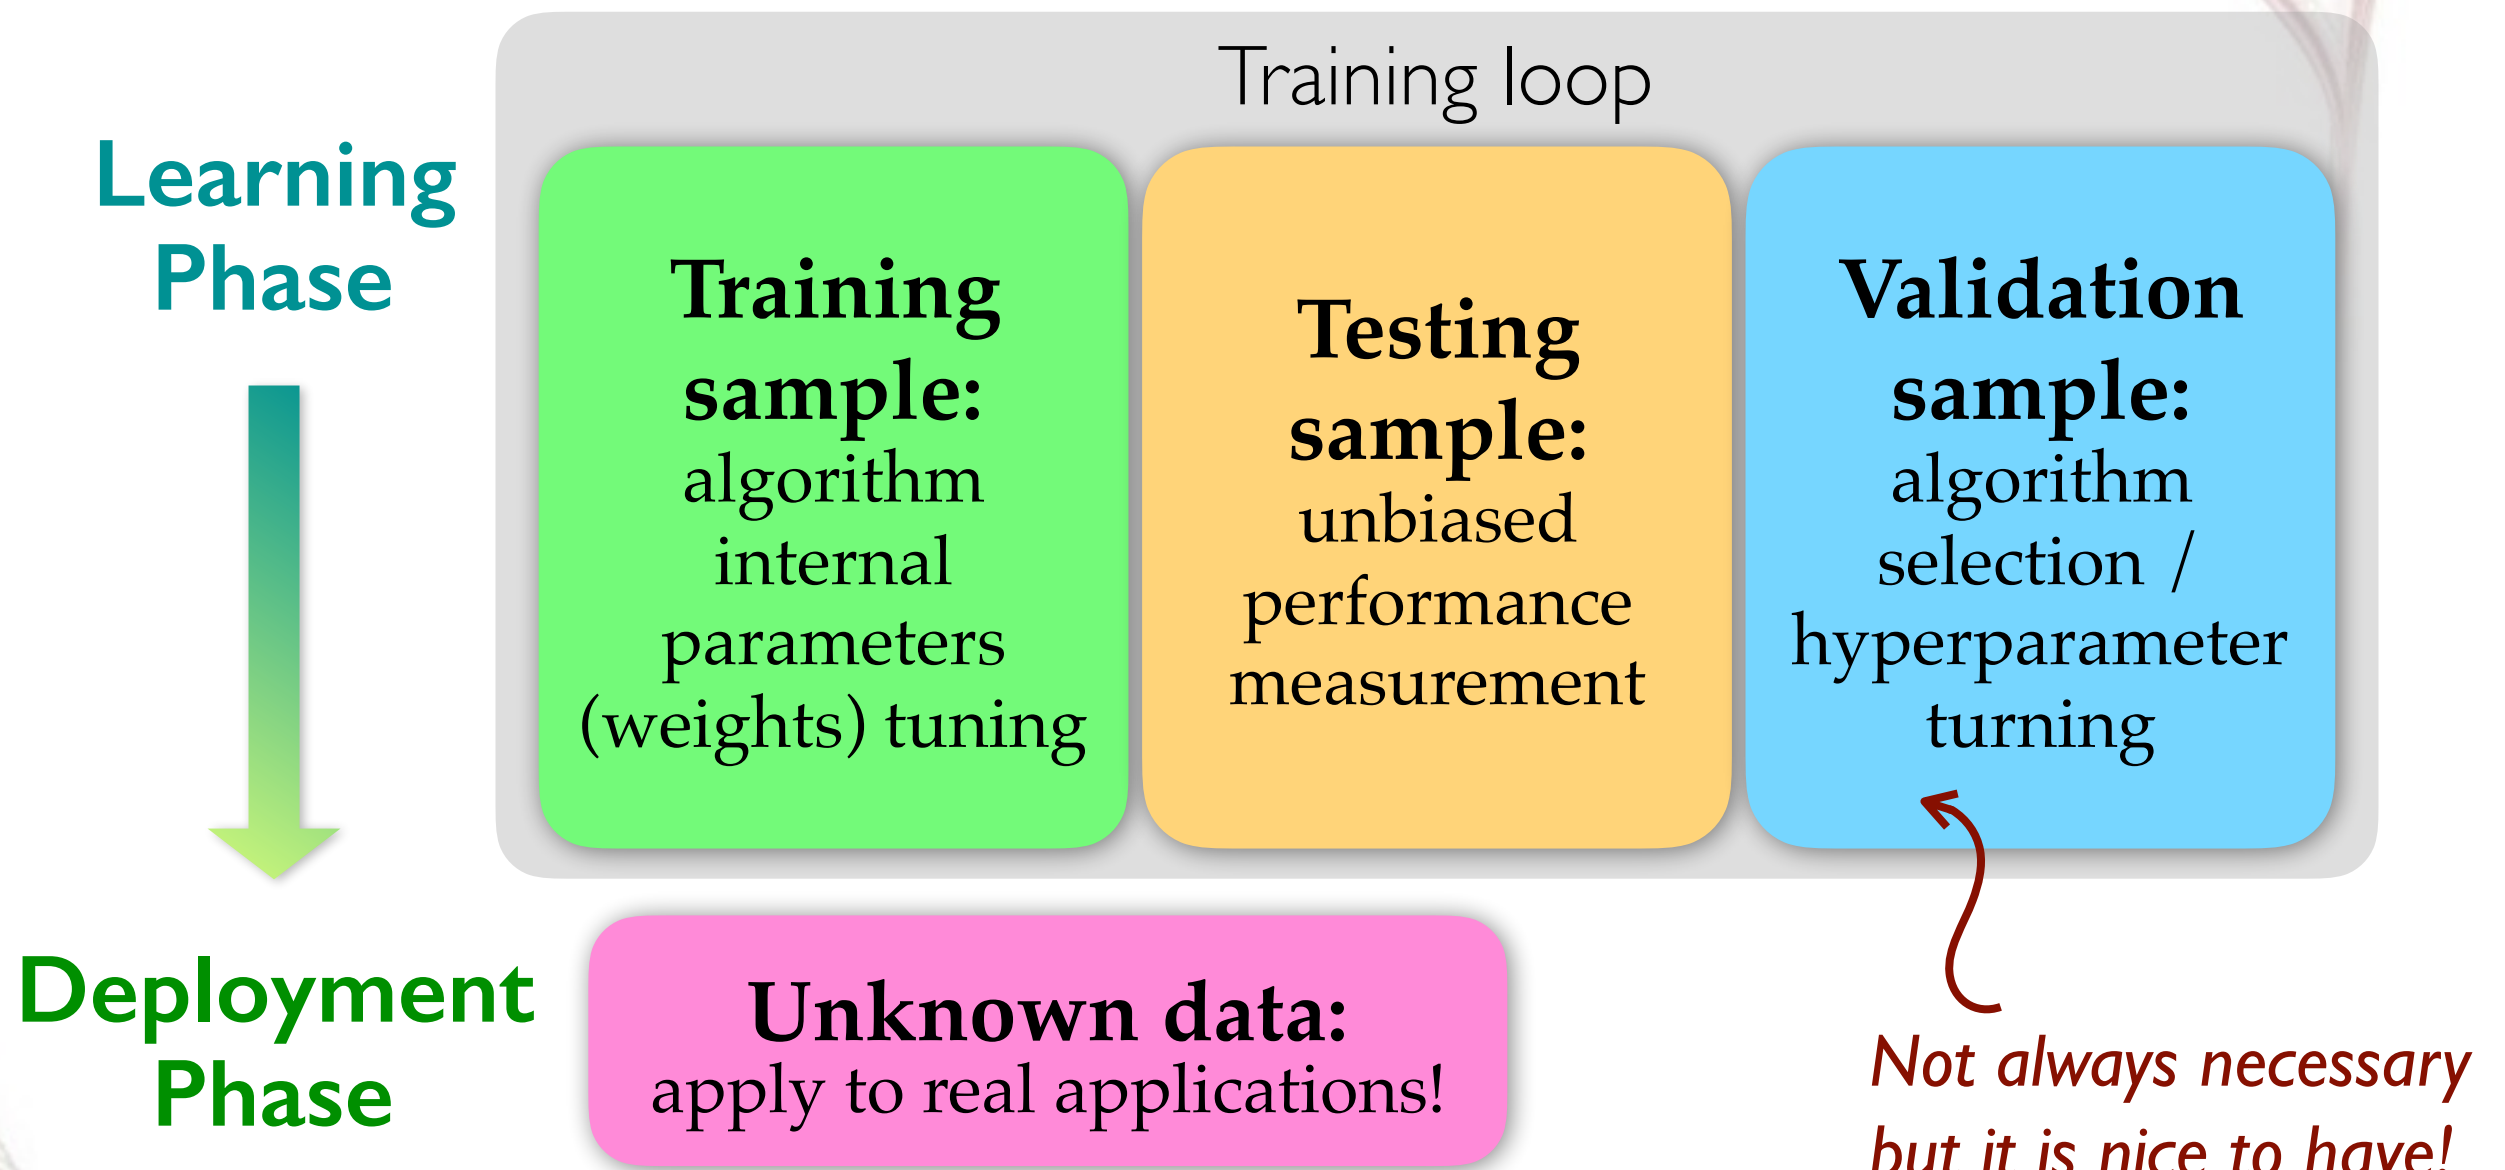 Training loop
Learning
Phase
Training
sample:
algorithm
internal
parameters
(weights) tuning
Testing
sample:
unbiased
performance
measurement
Validation
sample:
algorithm
selection /
hyperparameter
turning
Deployment
Phase
Unknown data:
apply to real applications!
Not always necessary
but it is nice to have!